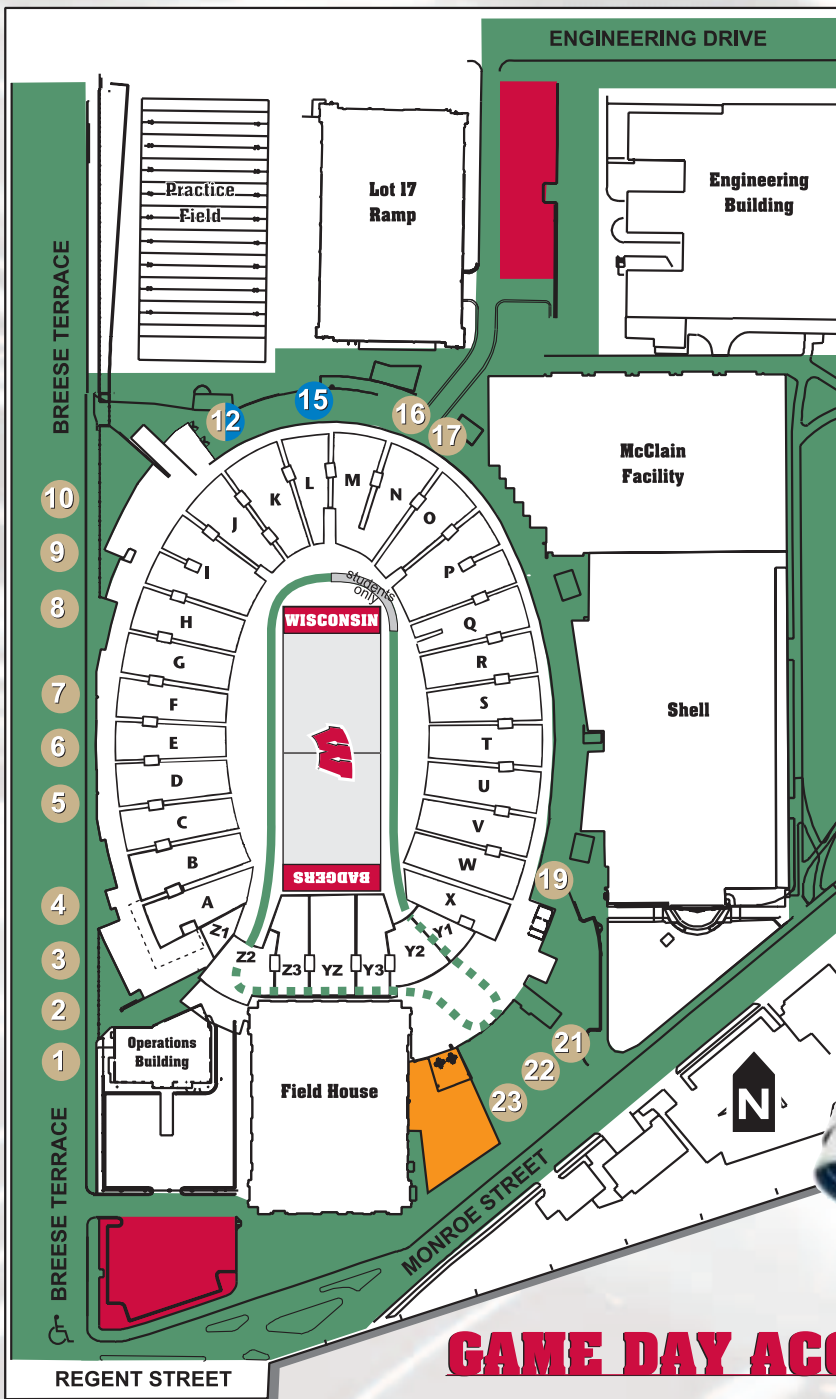 ENGINEERING DRIVE
Practice
Field
Lot 17
Ramp
Engineering
Building
BREESE TERRACE
12
15
16
17
McClain
Facility
10
9
8
7
6
5
4
3
2
1
I
J
K
L
M
N
O
P
H
G
F
E
D
C
B
A
Q
R
S
T
U
V
W
X
students
only
WISCONSIN
W
BADGERS
Shell
19
Z1
Z2
Z3
YZ
Y3
Y2
Y1
Operations
Building
Field House
21
22
23
N
BREESE TERRACE
MONROE STREET
REGENT STREET
GAME DAY ACC